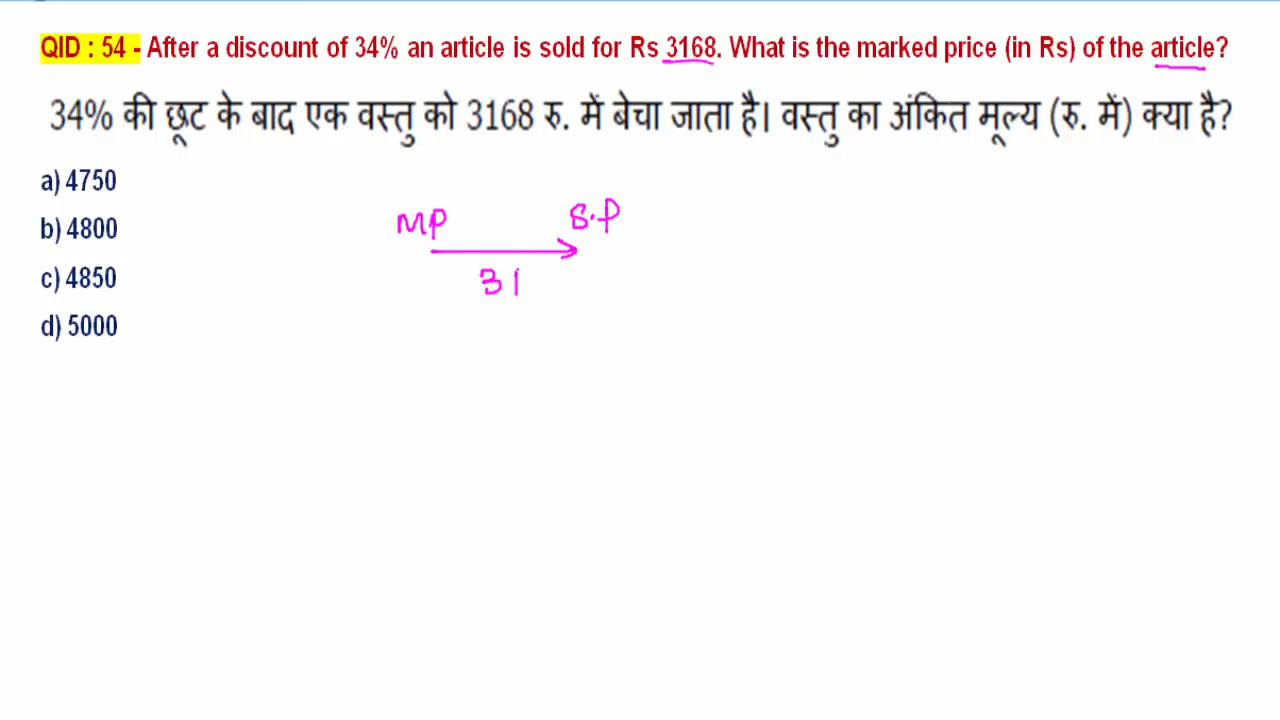 QID : 54 - After a discount of 34% an article is sold for Rs 3168. What is the marked price (in Rs) of the article?
34% की छूट के बाद एक वस्तु को 3168 रु. में बेचा जाता है। वस्तु का अंकित मूल्य (रु. में) क्या है?
a) 4750
b) 4800
c) 4850
d) 5000
MP S.P
31